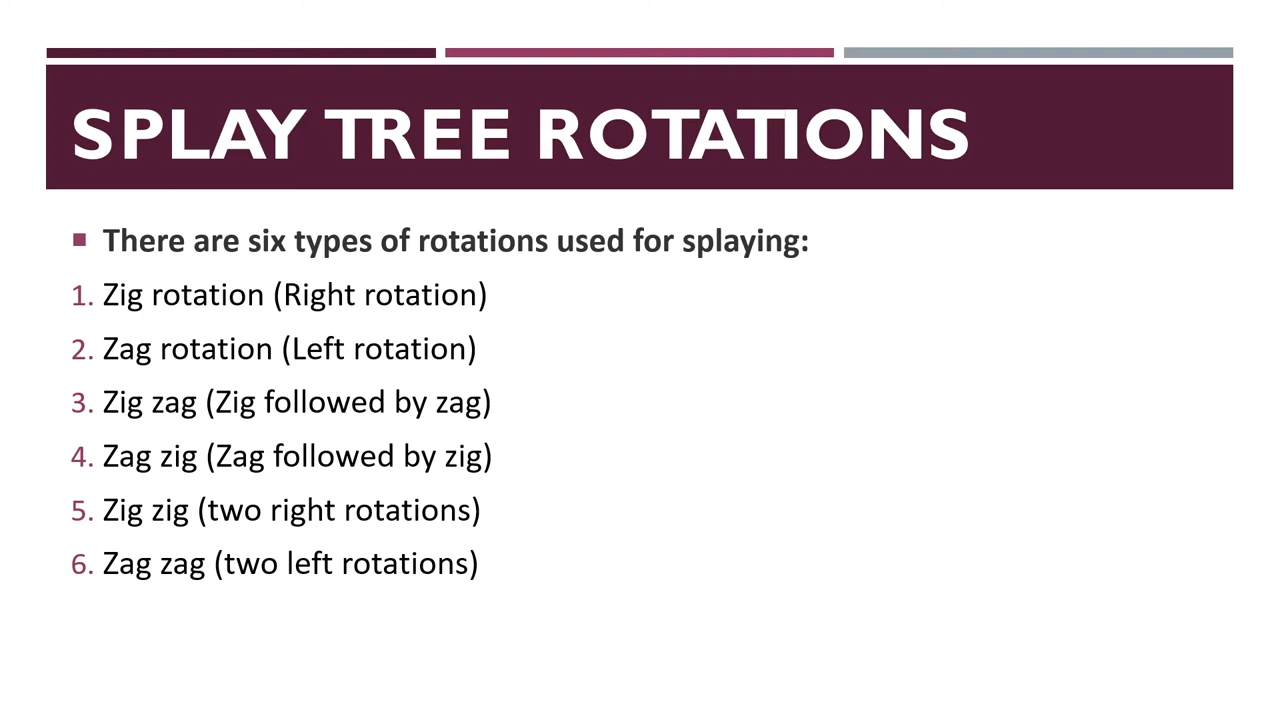 SPLAY TREE ROTATIONS
■ There are six types of rotations used for splaying:
1. Zig rotation (Right rotation)
2. Zag rotation (Left rotation)
3. Zig zag (Zig followed by zag)
4. Zag zig (Zag followed by zig)
5. Zig zig (two right rotations)
6. Zag zag (two left rotations)